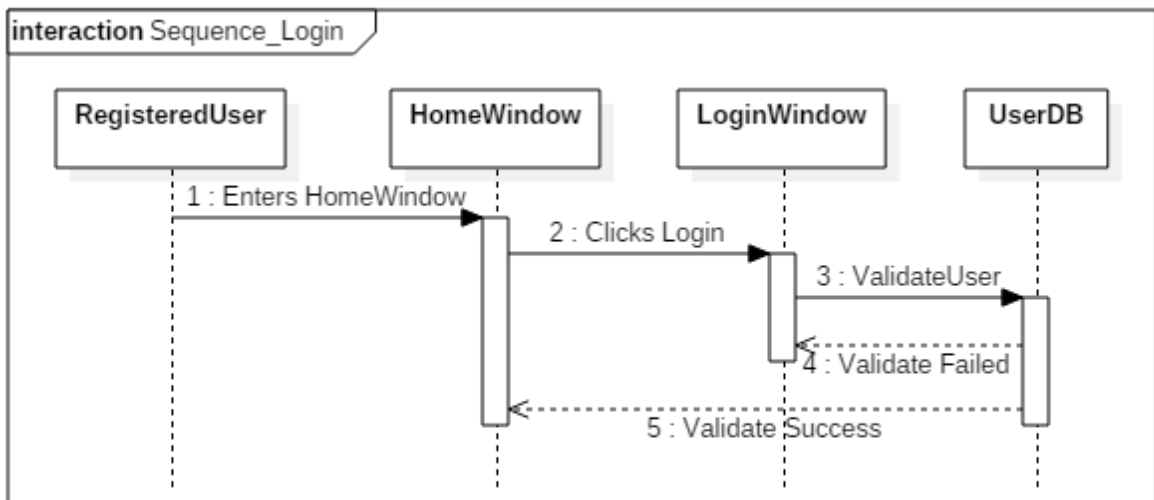 interaction Sequence_Login
RegisteredUser
HomeWindow
LoginWindow
UserDB
1 : Enters HomeWindow
2 : Clicks Login
3 : ValidateUser
4 : Validate Failed
5 : Validate Success